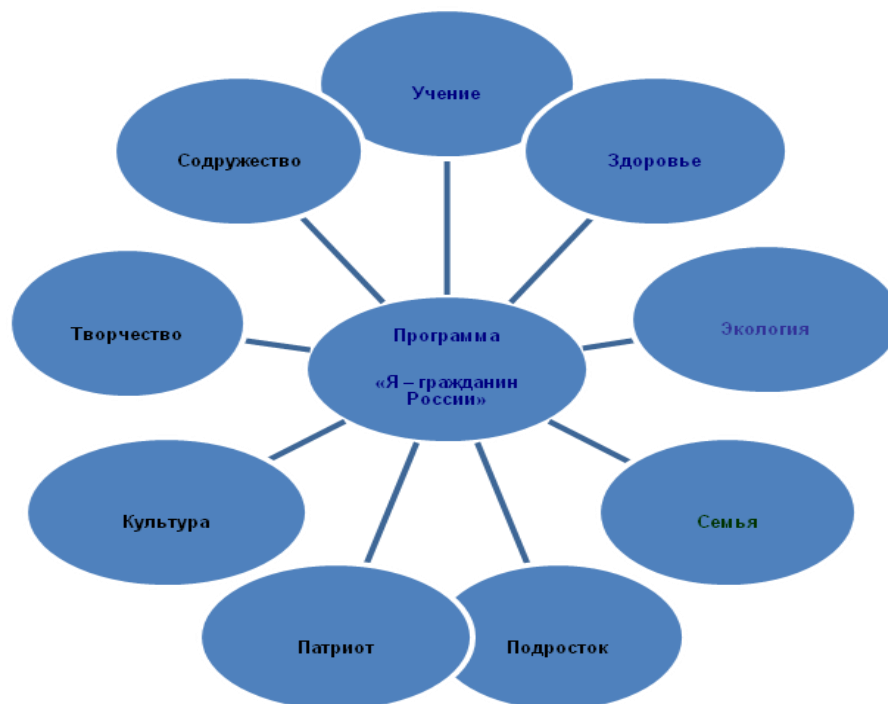 Учение
Содружество
Здоровье
Творчество
Программа
«Я – гражданин
России»
Экология
Культура
Семья
Патриот
Подросток